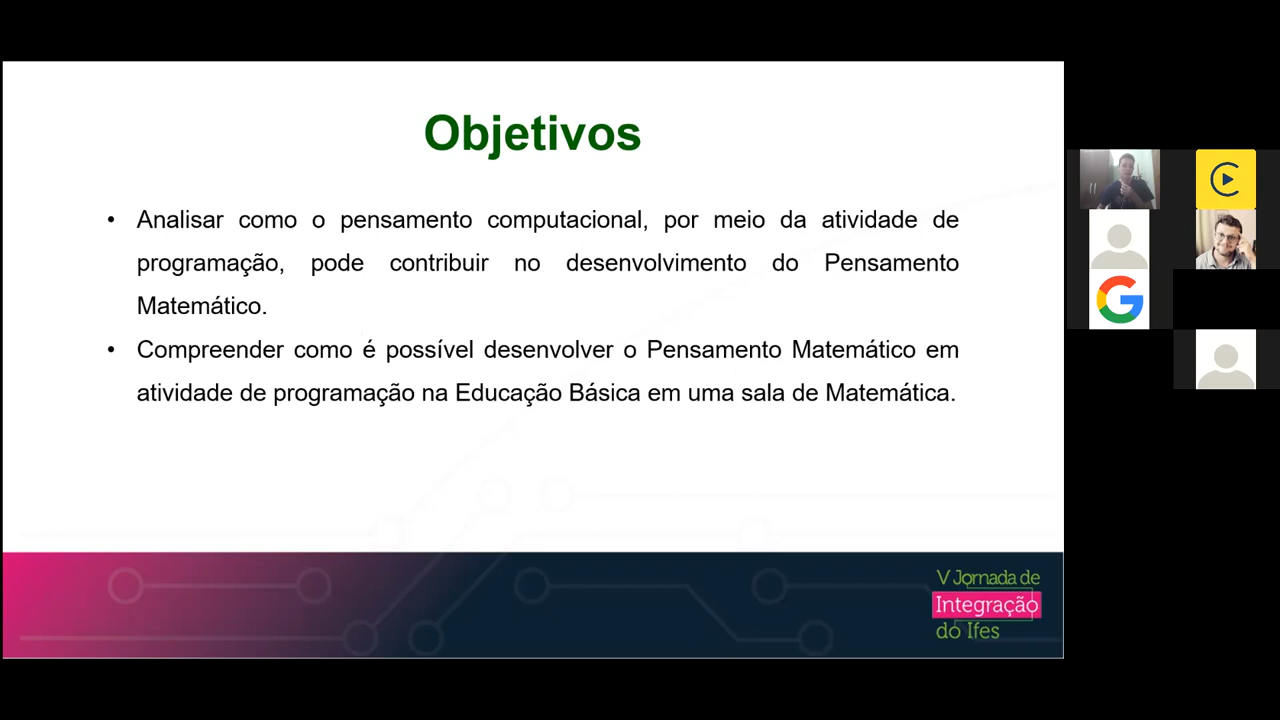 Objetivos
• Analisar como o pensamento computacional, por meio da atividade de
programação, pode contribuir no desenvolvimento do Pensamento
Matemático.
• Compreender como é possível desenvolver o Pensamento Matemático em
atividade de programação na Educação Básica em uma sala de Matemática.
V Jornada de
Integração
do Ifes